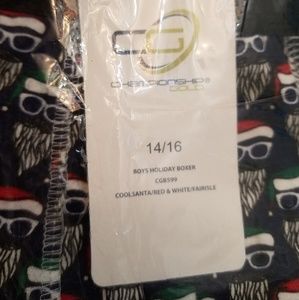 CG
CHAMPIONSHIP®
GOLD
14/16
BOYS HOLIDAY BOXER
CGB599
COOLSANTA/RED & WHITE/FAIRISLE